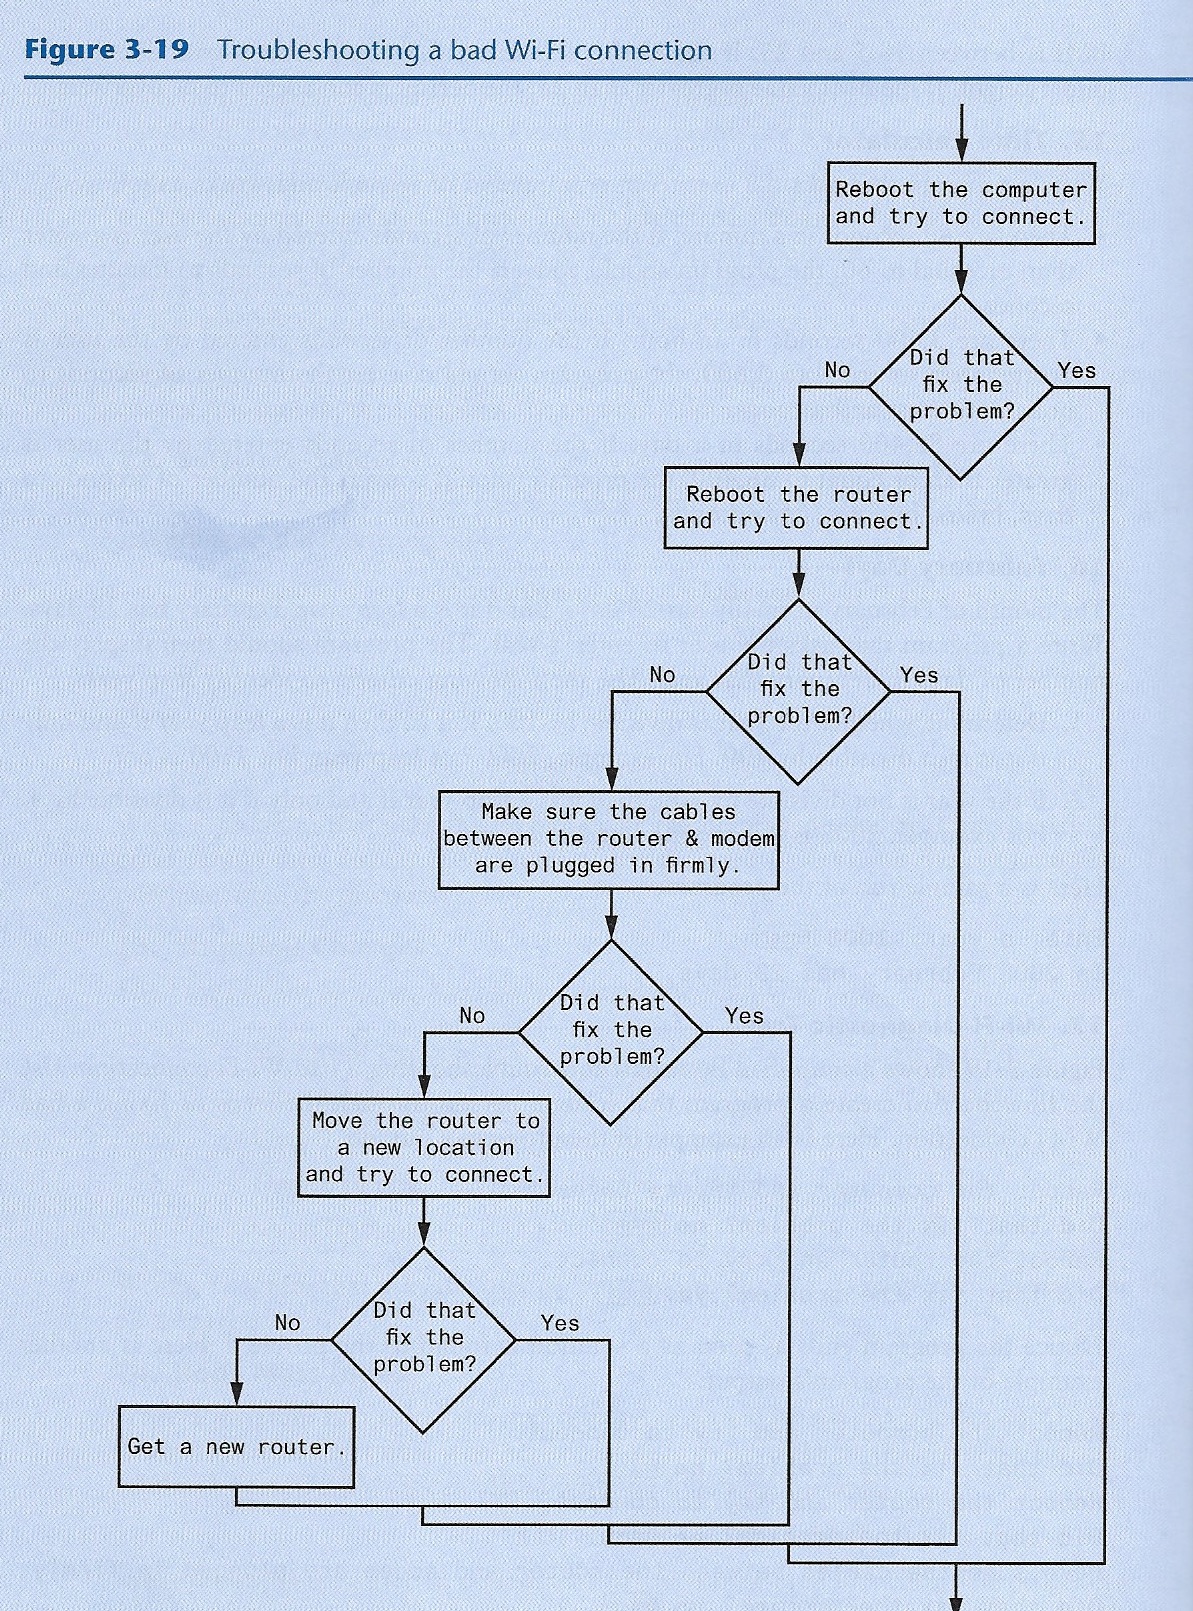 Figure 3-19 Troubleshooting a bad Wi-Fi connection
Reboot the computer
and try to connect.
Did that
fix the
problem?
No
Yes
Reboot the router
and try to connect.
Did that
fix the
problem?
No
Yes
Make sure the cables
between the router & modem
are plugged in firmly.
Did that
fix the
problem?
No
Yes
Move the router to
a new location
and try to connect.
Did that
fix the
problem?
No
Yes
Get a new router.